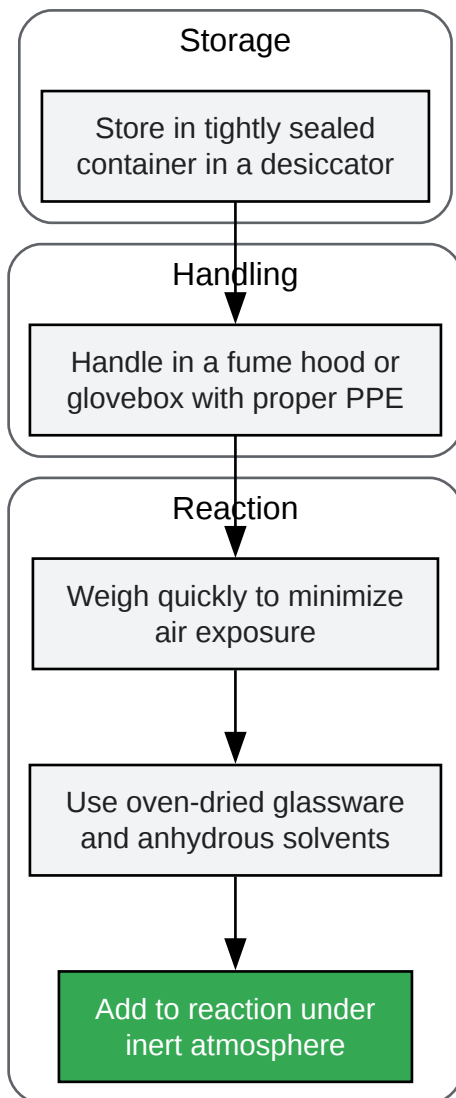 Storage
Store in tightly sealed
container in a desiccator
Handling
Handle in a fume hood or
glovebox with proper PPE
Reaction
Weigh quickly to minimize
air exposure
Use oven-dried glassware
and anhydrous solvents
Add to reaction under
inert atmosphere